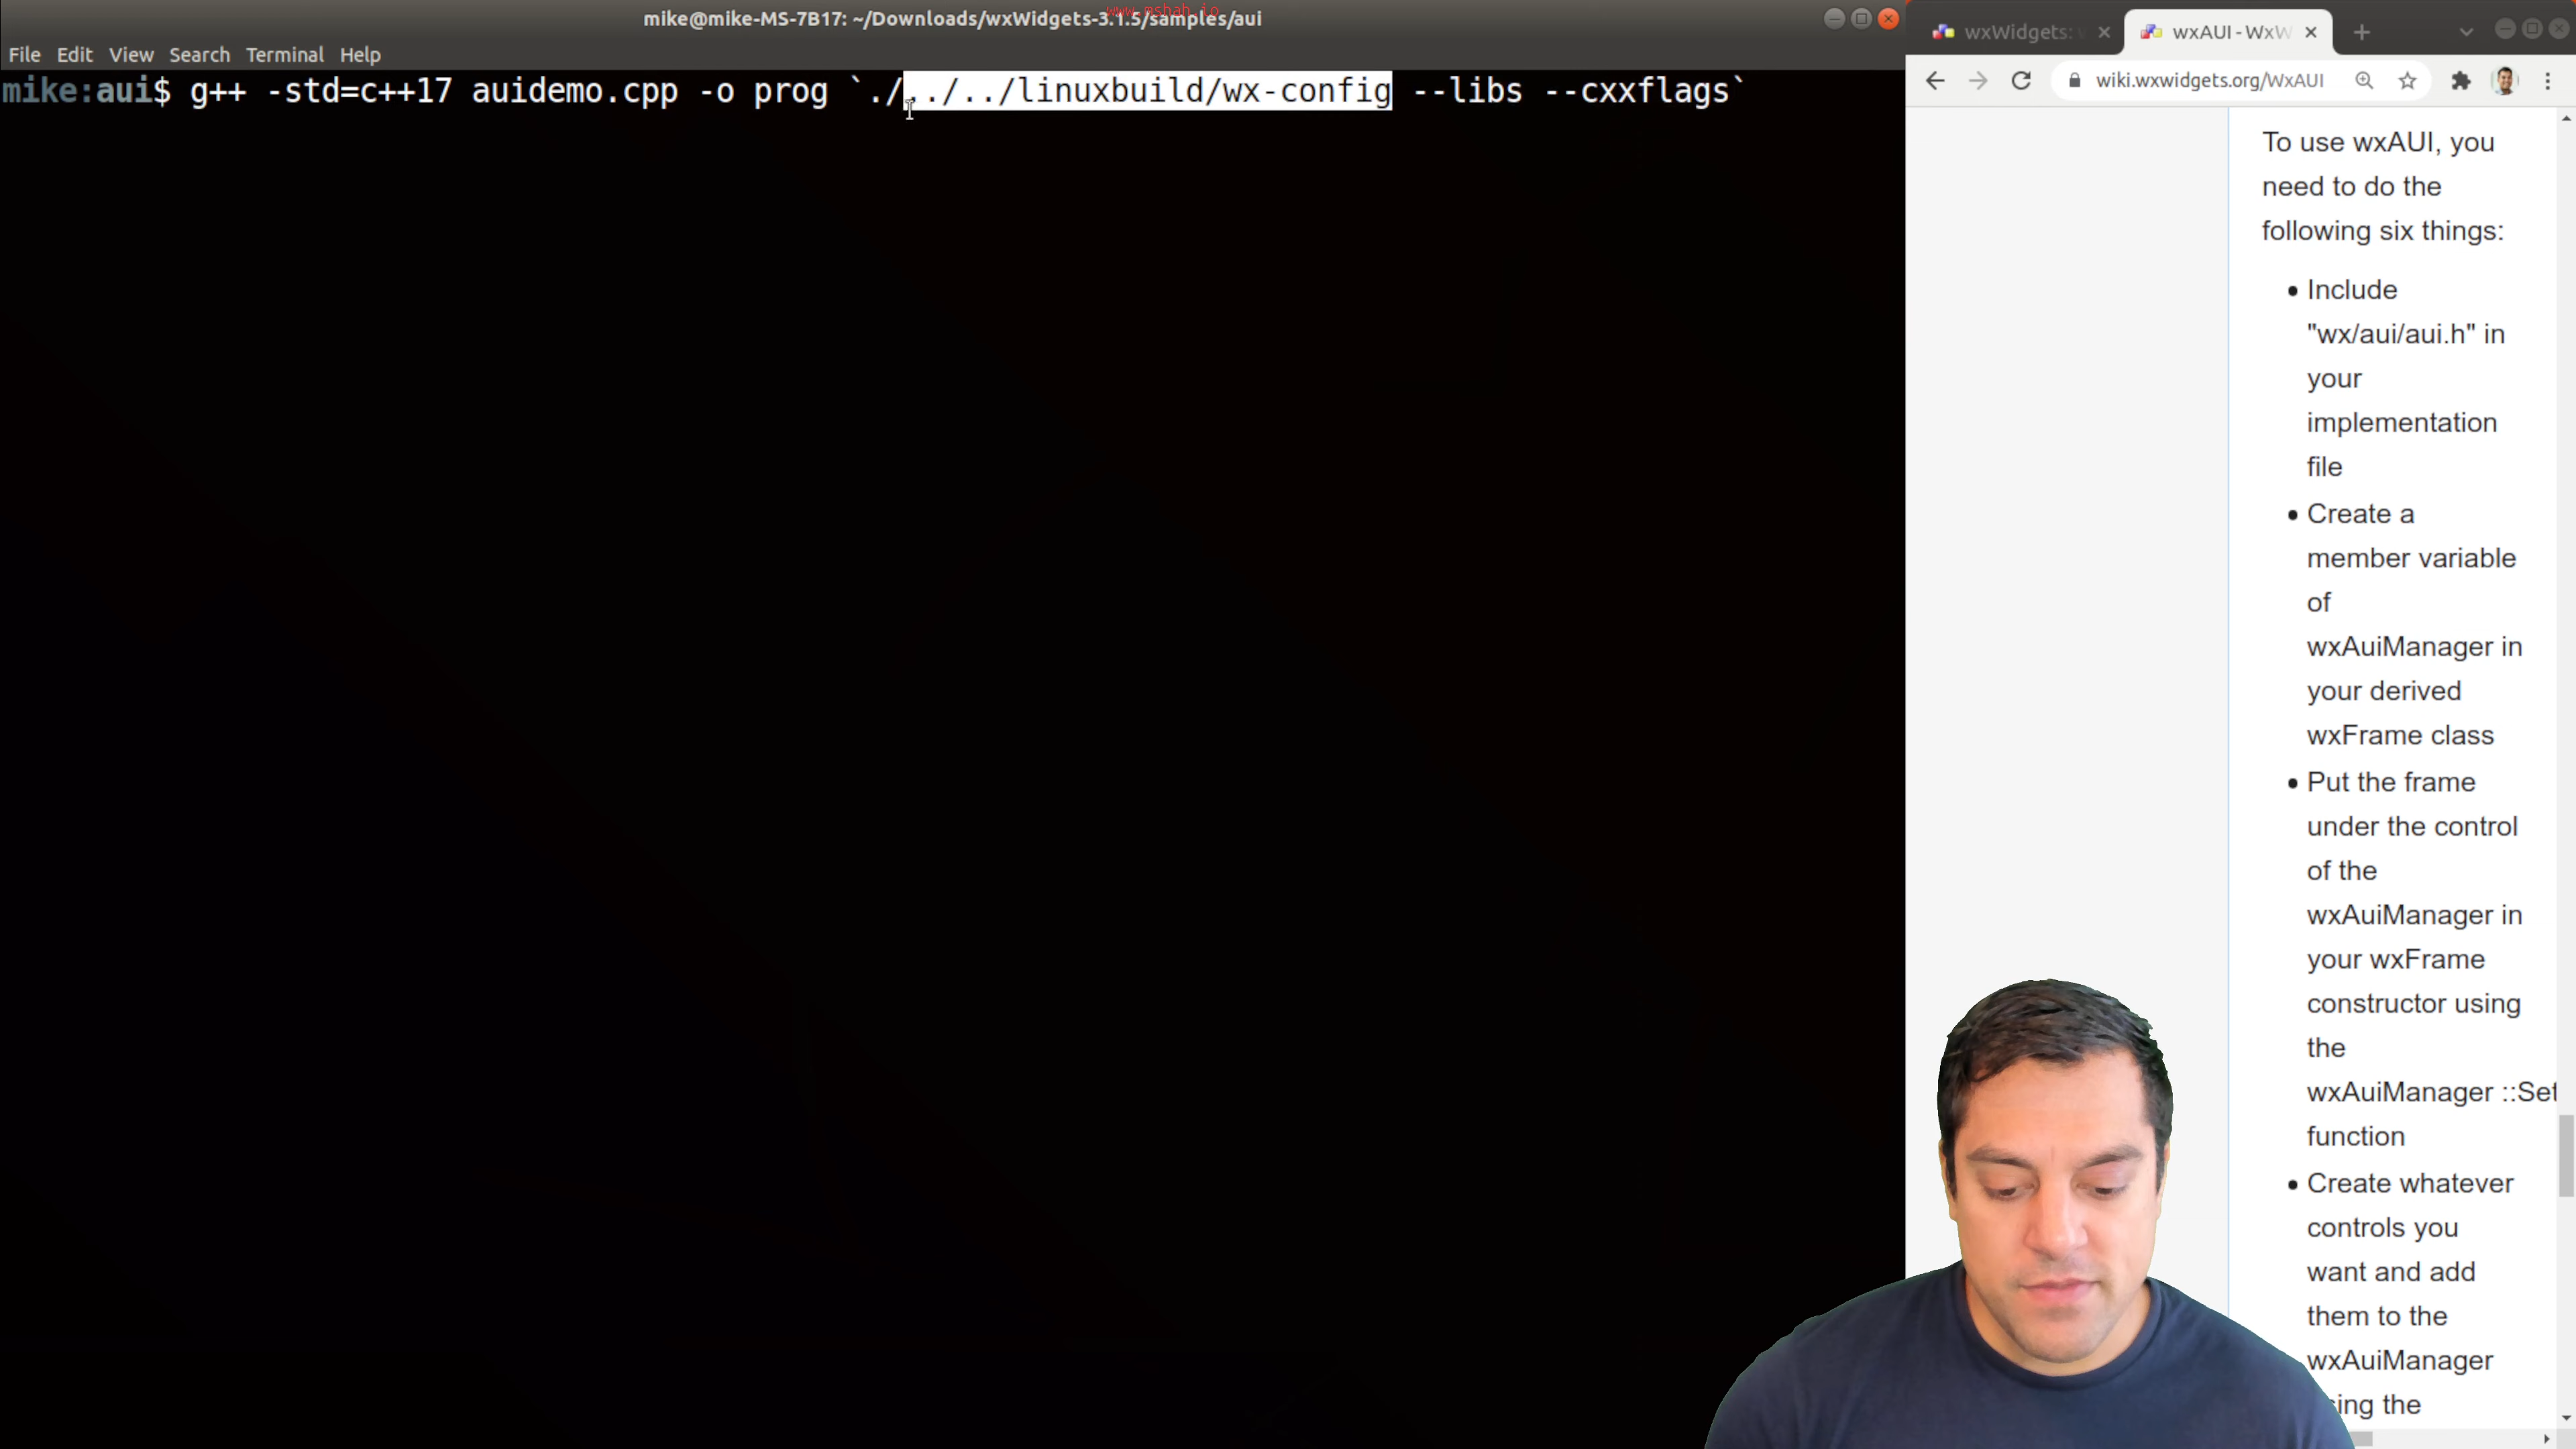 mike@mike-MS-7B17: ~/Downloads/wxWidgets-3.1.5/samples/aui
www.mshah.io
File Edit View Search Terminal Help
mike:aui$ g++ -std=c++17 auidemo.cpp -o prog `./../../linuxbuild/wx-config --libs --cxxflags`
wxWidgets:
wxAUI - WxW
wiki.wxwidgets.org/WxAUI
To use wxAUI, you
need to do the
following six things:
• Include
"wx/aui/aui.h" in
your
implementation
file
• Create a
member variable
of
wxAuiManager in
your derived
wxFrame class
• Put the frame
under the control
of the
wxAuiManager in
your wxFrame
constructor using
the
wxAuiManager ::Set
function
• Create whatever
controls you
want and add
them to the
wxAuiManager
the